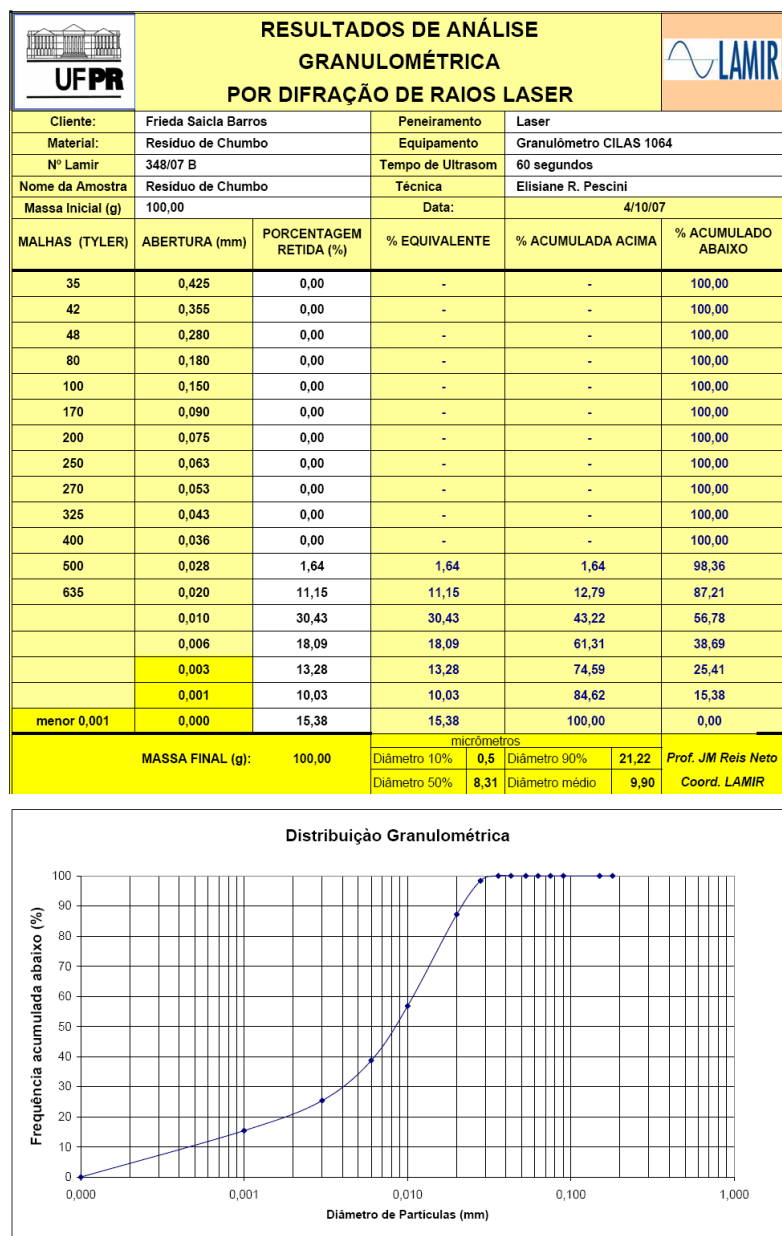 UFPR
RESULTADOS DE ANÁLISE
GRANULOMÉTRICA
POR DIFRAÇÃO DE RAIOS LASER
LAMIR
Cliente: Frieda Saicla Barros Peneiramento Laser
Material: Resíduo de Chumbo Equipamento Granulômetro CILAS 1064
Nº Lamir 348/07 B Tempo de Ultrasom 60 segundos
Nome da Amostra Resíduo de Chumbo Técnica Elisiane R. Pescini
Massa Inicial (g) 100,00 Data: 4/10/07
MALHAS (TYLER) ABERTURA (mm) PORCENTAGEM RETIDA (%) % EQUIVALENTE % ACUMULADA ACIMA % ACUMULADO ABAIXO
35 0,425 0,00 - - 100,00
42 0,355 0,00 - - 100,00
48 0,280 0,00 - - 100,00
80 0,180 0,00 - - 100,00
100 0,150 0,00 - - 100,00
170 0,090 0,00 - - 100,00
200 0,075 0,00 - - 100,00
250 0,063 0,00 - - 100,00
270 0,053 0,00 - - 100,00
325 0,043 0,00 - - 100,00
400 0,036 0,00 - - 100,00
500 0,028 1,64 1,64 1,64 98,36
635 0,020 11,15 11,15 12,79 87,21
0,010 30,43 30,43 43,22 56,78
0,006 18,09 18,09 61,31 38,69
0,003 13,28 13,28 74,59 25,41
0,001 10,03 10,03 84,62 15,38
menor 0,001 0,000 15,38 15,38 100,00 0,00
micrômetros
MASSA FINAL (g): 100,00 Diâmetro 10% 0,5 Diâmetro 90% 21,22 Prof. JM Reis Neto
Diâmetro 50% 8,31 Diâmetro médio 9,90 Coord. LAMIR
Distribuiçào Granulométrica
Frequência acumulada abaixo (%)
100
90
80
70
60
50
40
30
20
10
0
0,000 0,001 0,010 0,100 1,000
Diâmetro de Partículas (mm)